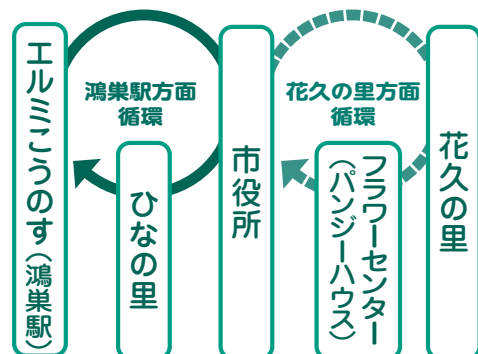 エルミこうのす（鴻巣駅）
鴻巣駅方面
循環
ひなの里
市役所
花久の里方面
循環
フラワーセンター
（パンジーハウス）
花久の里